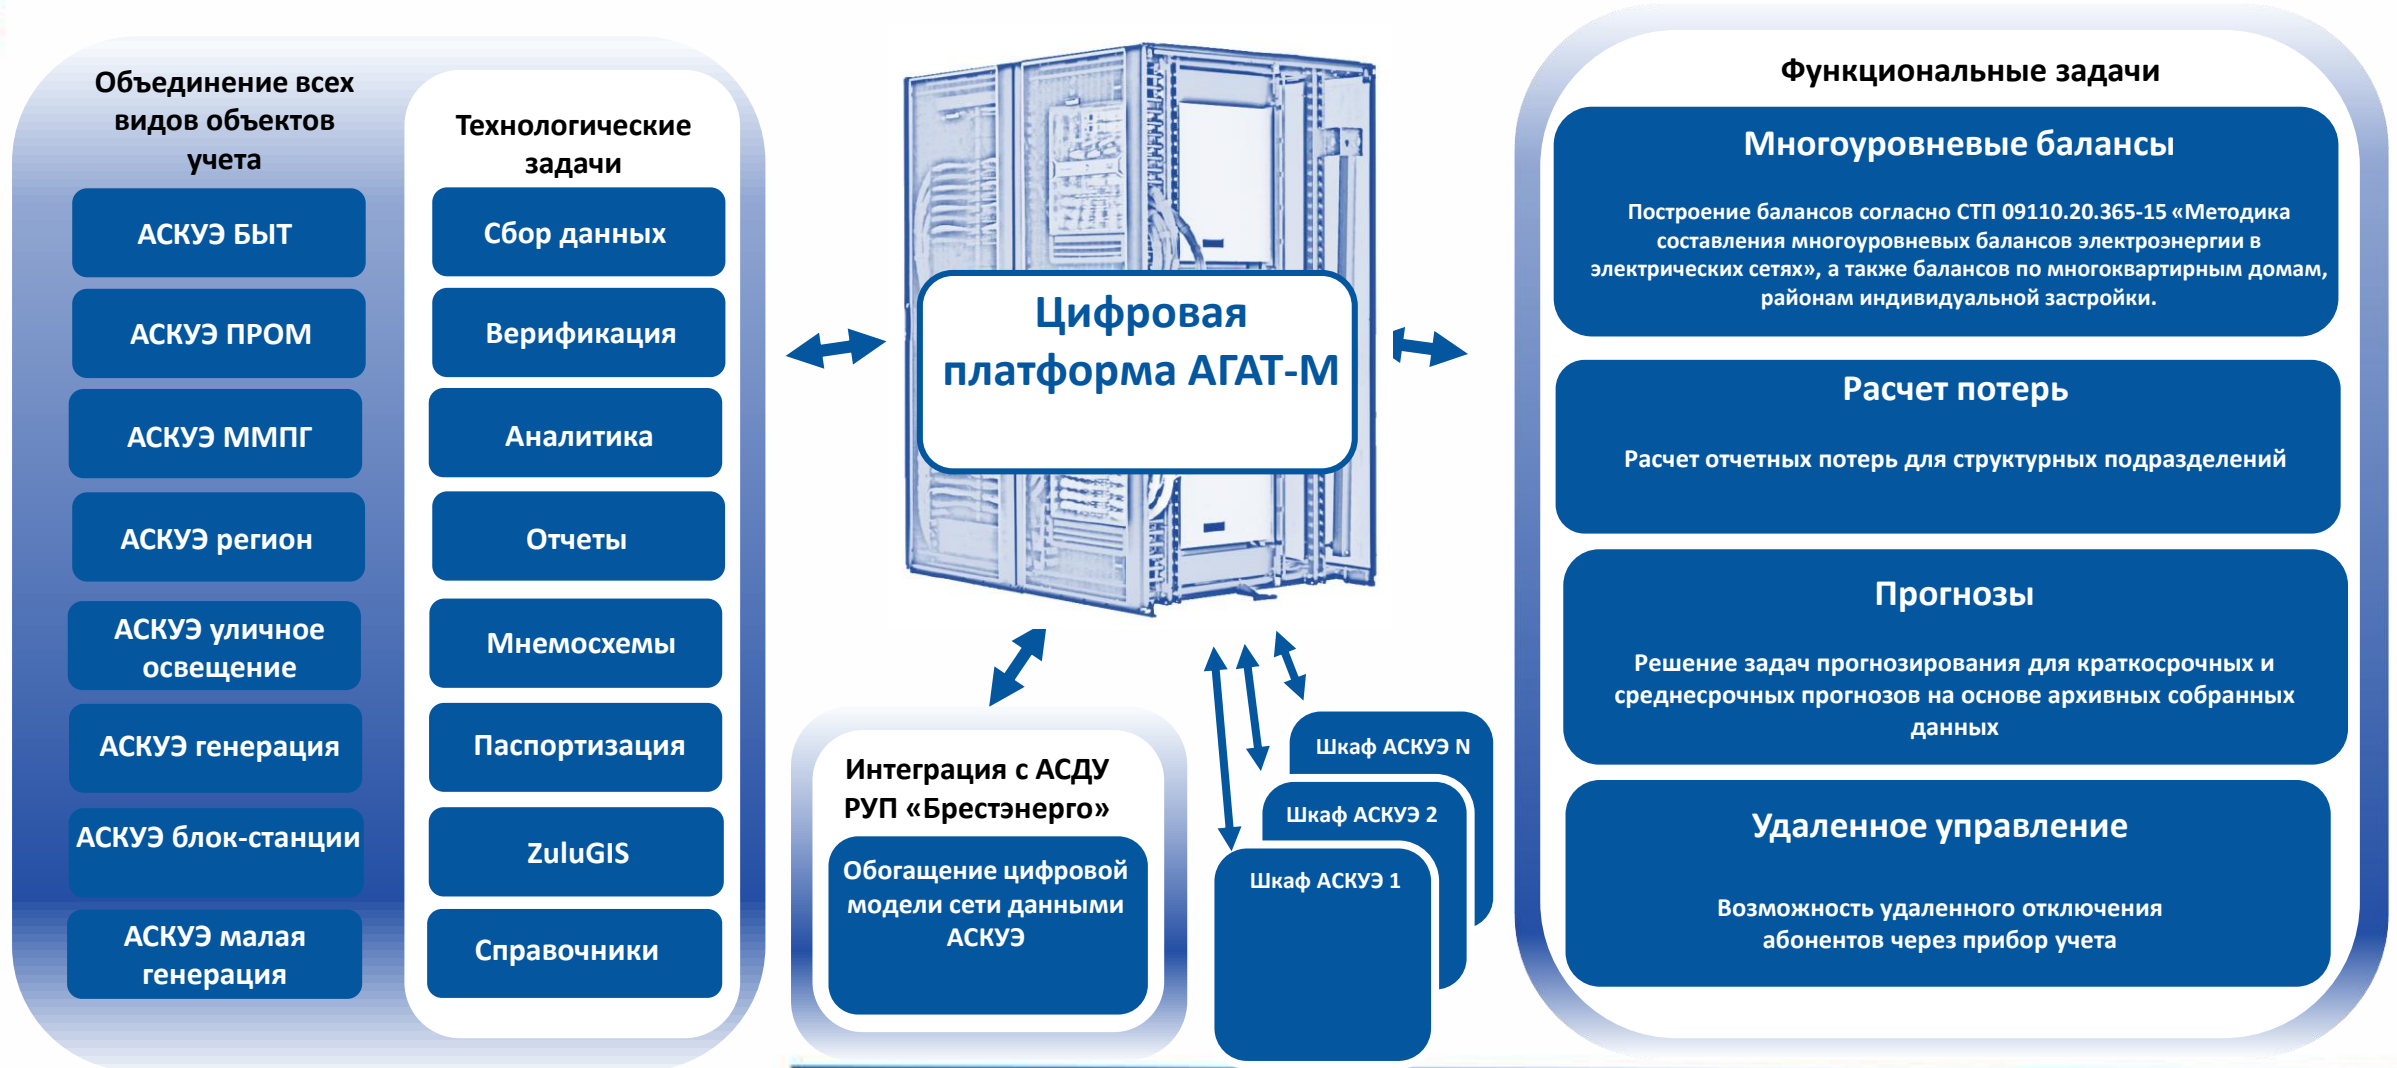 Объединение всех
видов объектов
учета
АСКУЭ БЫТ
АСКУЭ ПРОМ
АСКУЭ ММПГ
АСКУЭ регион
АСКУЭ уличное
освещение
АСКУЭ генерация
АСКУЭ блок-станции
АСКУЭ малая
генерация
Технологические
задачи
Сбор данных
Верификация
Аналитика
Отчеты
Мнемосхемы
Паспортизация
ZuluGIS
Справочники
Цифровая
платформа АГАТ-М
Интеграция с АСДУ
РУП «Брестэнерго»
Обогащение цифровой
модели сети данными
АСКУЭ
Шкаф АСКУЭ N
Шкаф АСКУЭ 2
Шкаф АСКУЭ 1
Функциональные задачи
Многоуровневые балансы
Построение балансов согласно СТП 09110.20.365-15 «Методика
составления многоуровневых балансов электроэнергии в
электрических сетях», а также балансов по многоквартирным домам,
районам индивидуальной застройки.
Расчет потерь
Расчет отчетных потерь для структурных подразделений
Прогнозы
Решение задач прогнозирования для краткосрочных и
среднесрочных прогнозов на основе архивных собранных
данных
Удаленное управление
Возможность удаленного отключения
абонентов через прибор учета